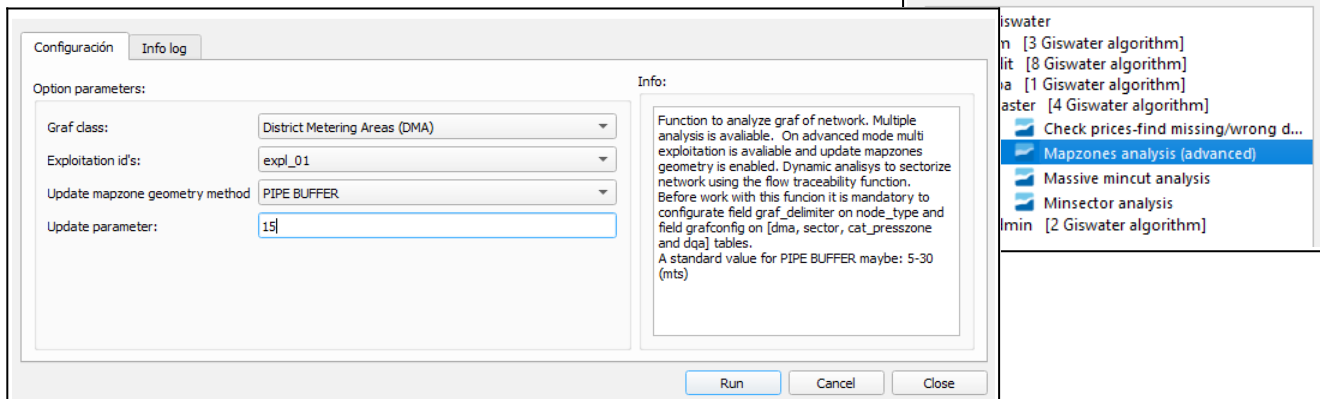 Configuración
Info log
Option parameters:
Graf class:
District Metering Areas (DMA)
Exploitation id's:
expl_01
Update mapzone geometry method
PIPE BUFFER
Update parameter:
15
Info:
Function to analyze graf of network. Multiple
analysis is avaliable. On advanced mode multi
exploitation is avaliable and update mapzones
geometry is enabled. Dynamic analisys to sectorize
network using the flow traceability function.
Before work with this funcion it is mandatory to
configurate field graf_delimiter on node_type and
field grafconfig on [dma, sector, cat_presszone
and dqa] tables.
A standard value for PIPE BUFFER maybe: 5-30
(mts)
Run
Cancel
Close
iswater
[3 Giswater algorithm]
[8 Giswater algorithm]
[1 Giswater algorithm]
aster [4 Giswater algorithm]
Check prices-find missing/wrong d...
Mapzones analysis (advanced)
Massive mincut analysis
Minsector analysis
[2 Giswater algorithm]